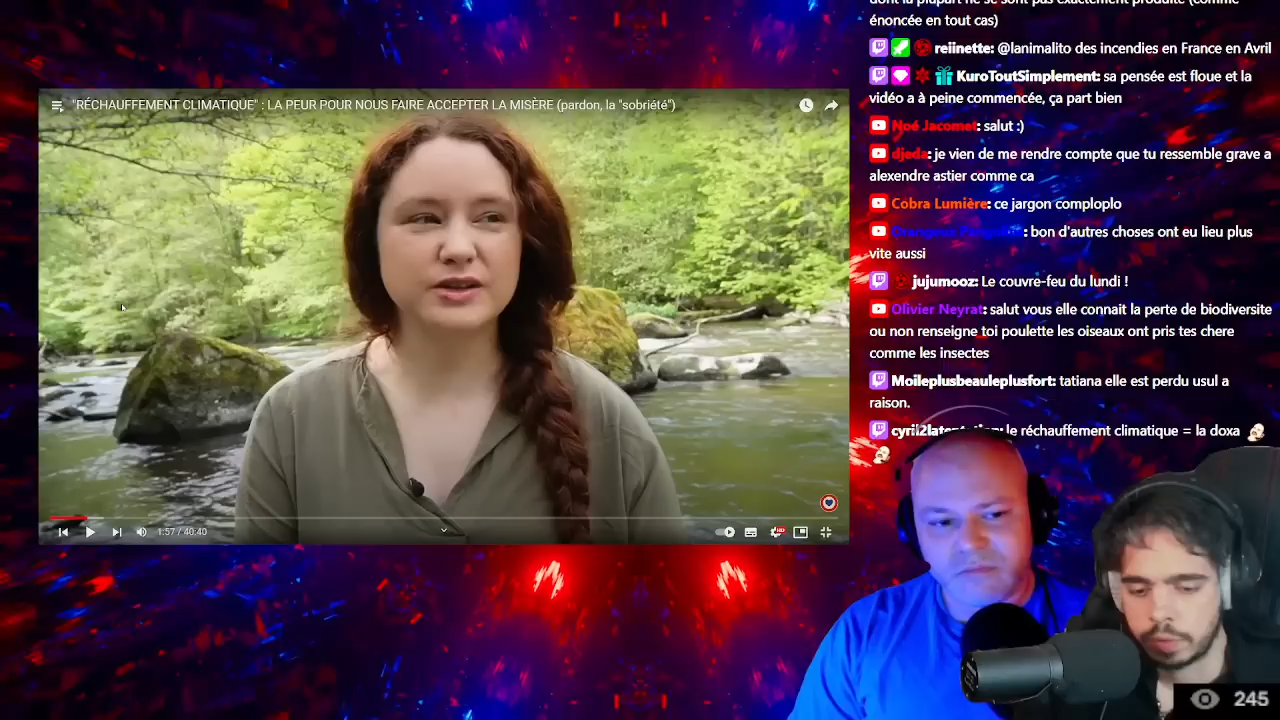 "RÉCHAUFFEMENT CLIMATIQUE" : LA PEUR POUR NOUS FAIRE ACCEPTER LA MISÈRE (pardon, la "sobriété")
1:57 / 40:40
HD
dont la plupart ne se sont pas exactement produite (comme
énoncée en tout cas)
reiinette: @lanimalito des incendies en France en Avril
KuroToutSimplement: sa pensée est floue et la
vidéo a à peine commencée, ça part bien
Noé Jacomet: salut :)
djeda: je vien de me rendre compte que tu ressemble grave a
alexendre astier comme ca
Cobra Lumière: ce jargon comploplo
: bon d'autres choses ont eu lieu plus
vite aussi
jujumooz: Le couvre-feu du lundi !
Olivier Neyrat: salut vous elle connait la perte de biodiversite
ou non renseigne toi poulette les oiseaux ont pris tes chere
comme les insectes
Moileplusbeauleplusfort: tatiana elle est perdu usul a
raison.
le réchauffement climatique = la doxa
245